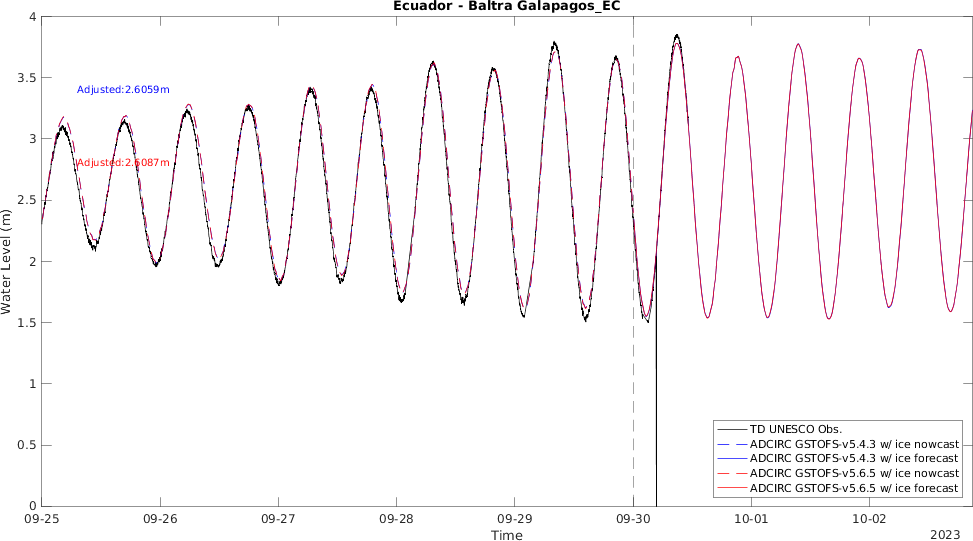 Ecuador - Baltra Galapagos_EC
Adjusted:2.6059m
Adjusted:2.6087m
Water Level (m)
4
3.5
3
2.5
2
1.5
1
0.5
0
09-25
09-26
09-27
09-28
09-29
09-30
10-01
10-02
Time
2023
TD UNESCO Obs.
ADCIRC GSTOFS-v5.4.3 w/ ice nowcast
ADCIRC GSTOFS-v5.4.3 w/ ice forecast
ADCIRC GSTOFS-v5.6.5 w/ ice nowcast
ADCIRC GSTOFS-v5.6.5 w/ ice forecast